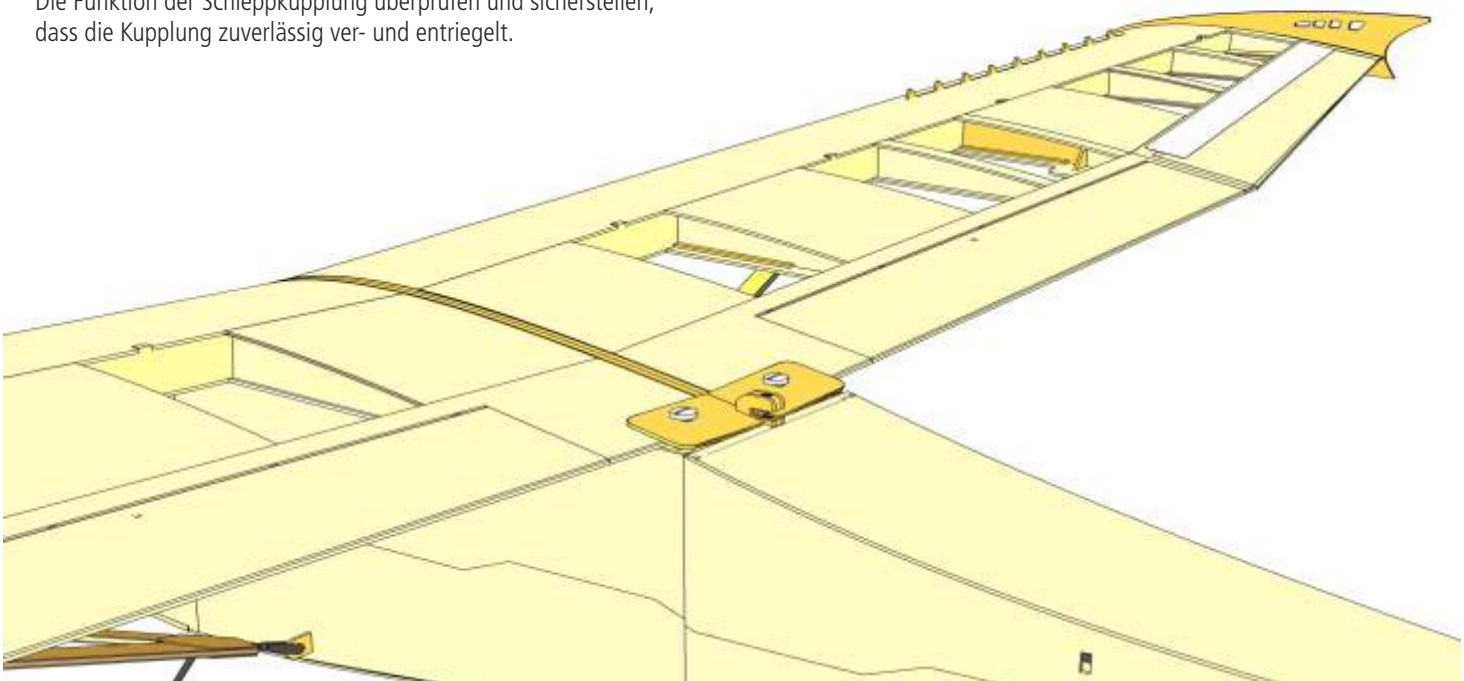 Die Funktion der Schleppkupplung überprüfen und sicherstellen,
dass die Kupplung zuverlässig ver- und entriegelt.